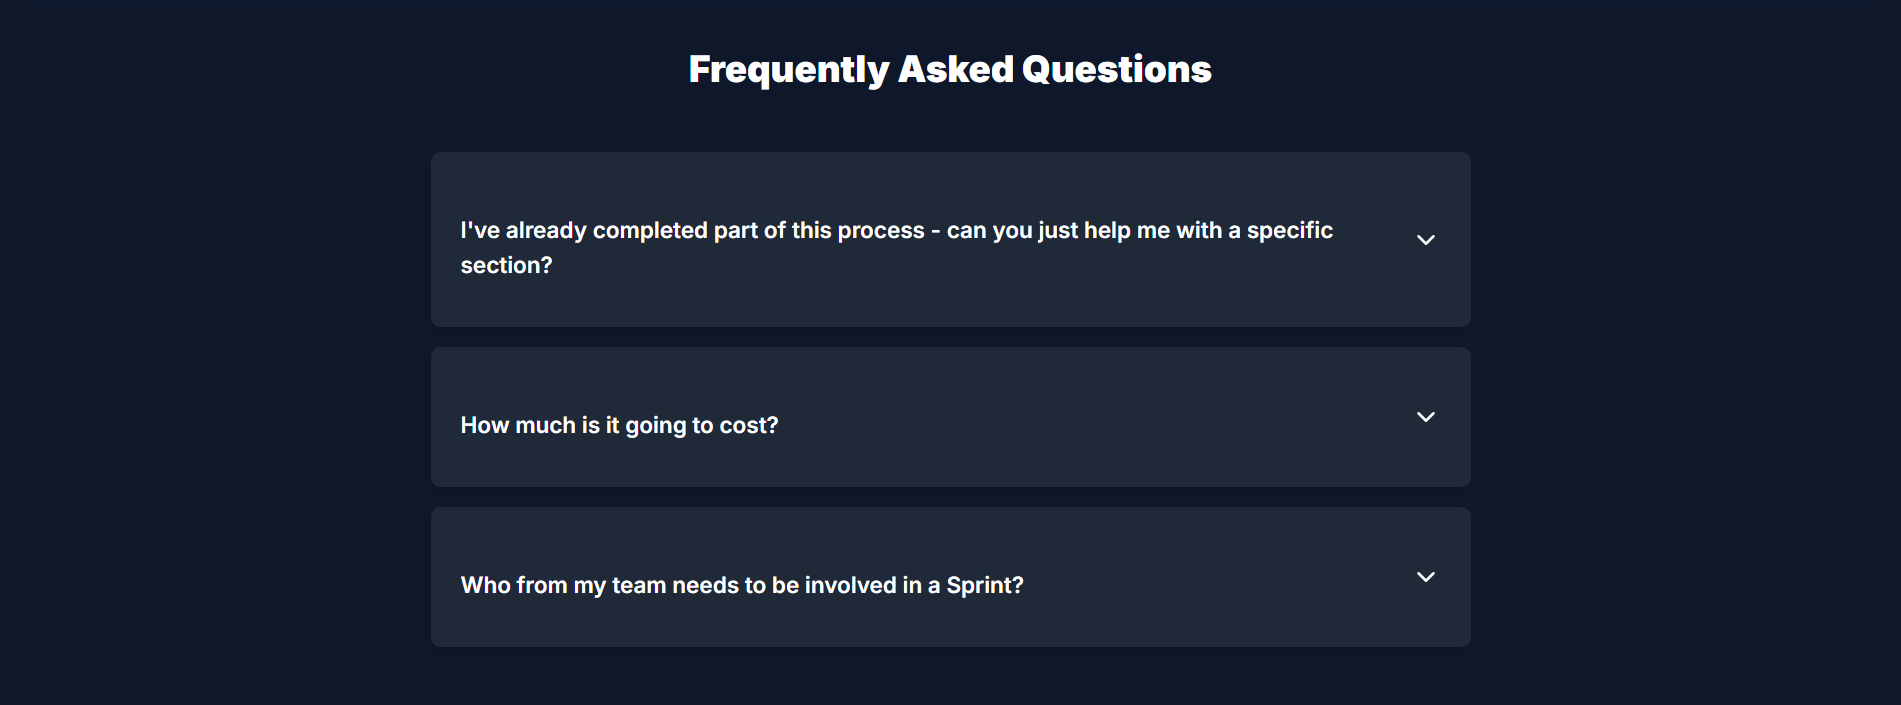 Frequently Asked Questions
I've already completed part of this process - can you just help me with a specific
section?
How much is it going to cost?
Who from my team needs to be involved in a Sprint?